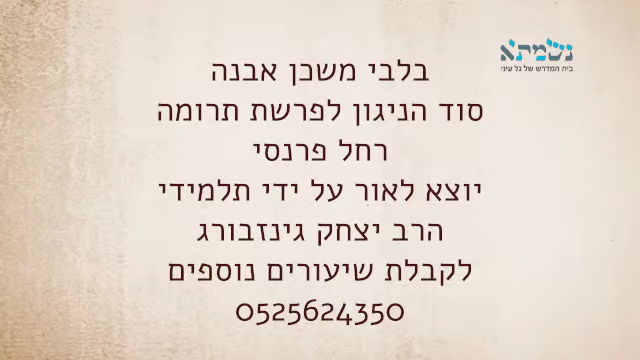 נשמתא
בית המדרש של גל עיני
בלבי משכן אבנה
סוד הניגון לפרשת תרומה
רחל פרנסי
יוצא לאור על ידי תלמידי
הרב יצחק גינזבורג
לקבלת שיעורים נוספים
0525624350